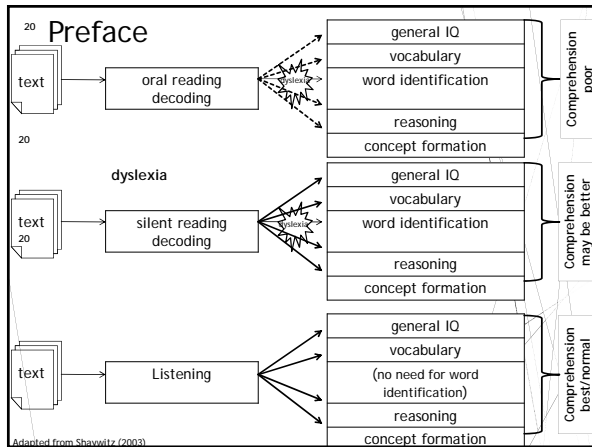 20
Preface
text
oral reading
decoding
dyslexia
general IQ
vocabulary
word identification
reasoning
concept formation
Comprehension
poor
20
dyslexia
text
20
silent reading
decoding
dyslexia
general IQ
vocabulary
word identification
reasoning
concept formation
Comprehension
may be better
text
Listening
general IQ
vocabulary
(no need for word
identification)
reasoning
concept formation
Comprehension
best/normal
Adapted from Shaywitz (2003)